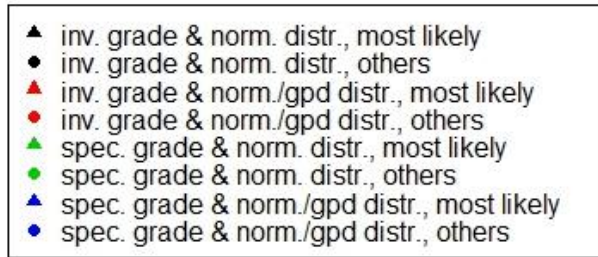 inv. grade & norm. distr., most likely
inv. grade & norm. distr., others
inv. grade & norm./gpd distr., most likely
inv. grade & norm./gpd distr., others
spec. grade & norm. distr., most likely
spec. grade & norm. distr., others
spec. grade & norm./gpd distr., most likely
spec. grade & norm./gpd distr., others